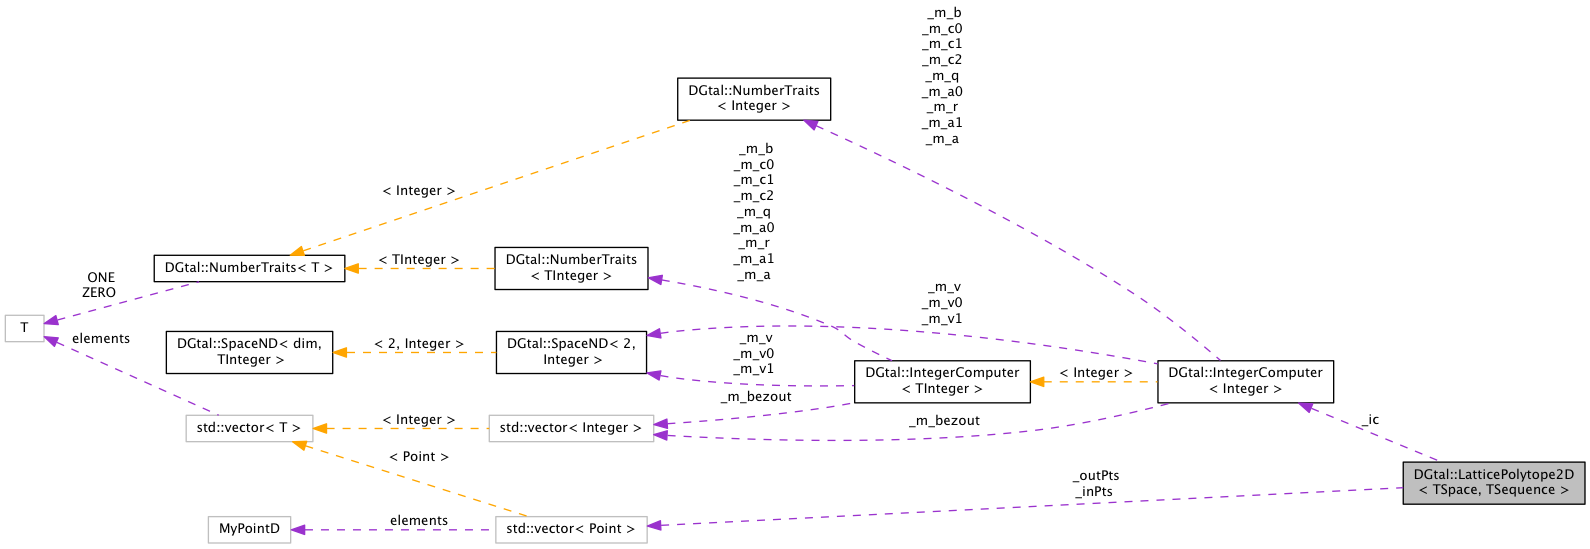 _m_b
_m_c0
_m_c1
_m_c2
_m_q
_m_a0
_m_r
_m_a1
_m_a
DGtal::NumberTraits
< Integer >
_m_b
_m_c0
_m_c1
_m_c2
_m_q
_m_a0
_m_r
_m_a1
_m_a
< Integer >
DGtal::NumberTraits< T >
< TInteger >
DGtal::NumberTraits
< TInteger >
ONE
ZERO
T
elements
DGtal::SpaceND< dim,
TInteger >
< 2, Integer >
DGtal::SpaceND< 2,
Integer >
_m_v
_m_v0
_m_v1
_m_v
_m_v0
_m_v1
DGtal::IntegerComputer
< TInteger >
< Integer >
DGtal::IntegerComputer
< Integer >
_m_bezout
_m_bezout
std::vector< T >
< Integer >
std::vector< Integer >
_ic
< Point >
_outPts
_inPts
DGtal::LatticePolytope2D
< TSpace, TSequence >
MyPointD
elements
std::vector< Point >